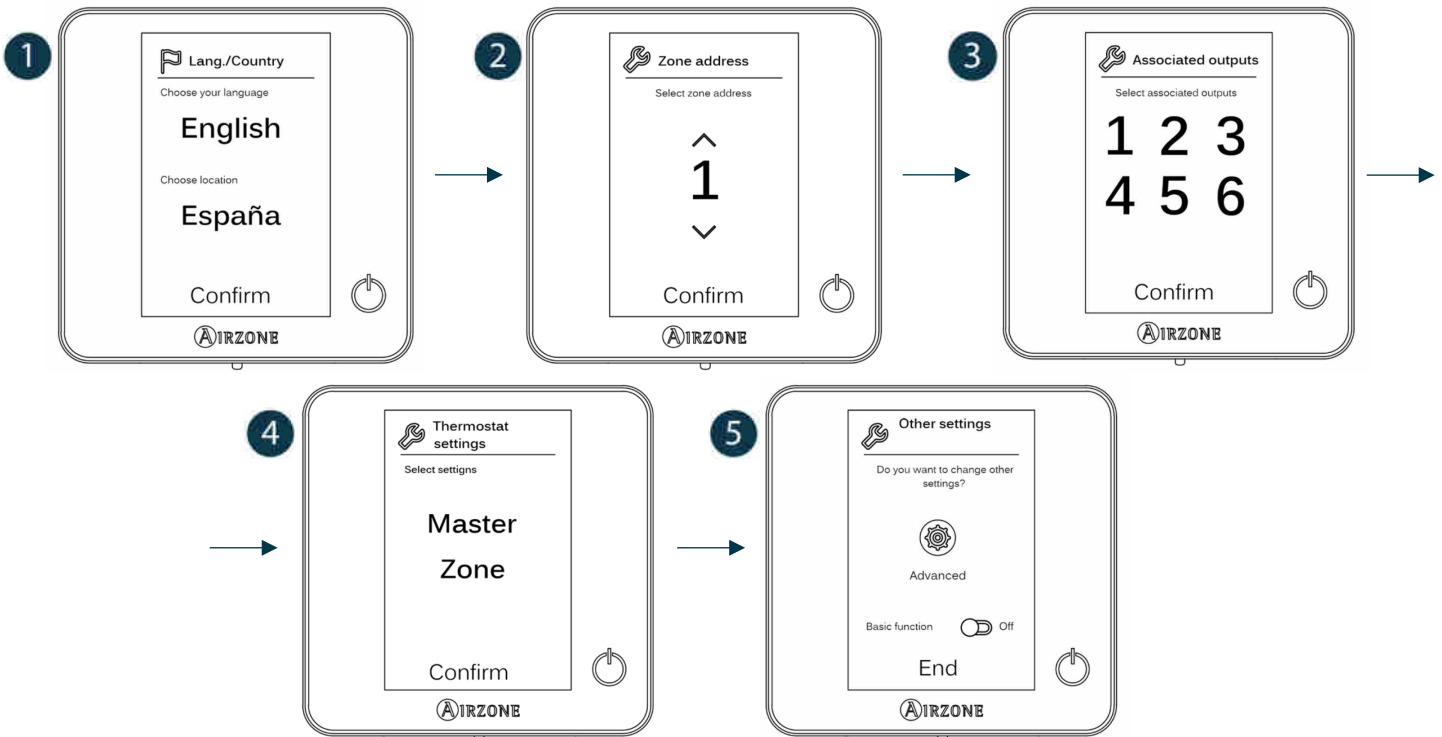 1
Lang./Country
Choose your language
English
Choose location
España
Confirm
AIRZONE
2
Zone address
Select zone address
1
Confirm
AIRZONE
3
Associated outputs
Select associated outputs
1 2 3
4 5 6
Confirm
AIRZONE
4
Thermostat
settings
Select settigns
Master
Zone
Confirm
AIRZONE
5
Other settings
Do you want to change other
settings?
Advanced
Basic function Off
End
AIRZONE